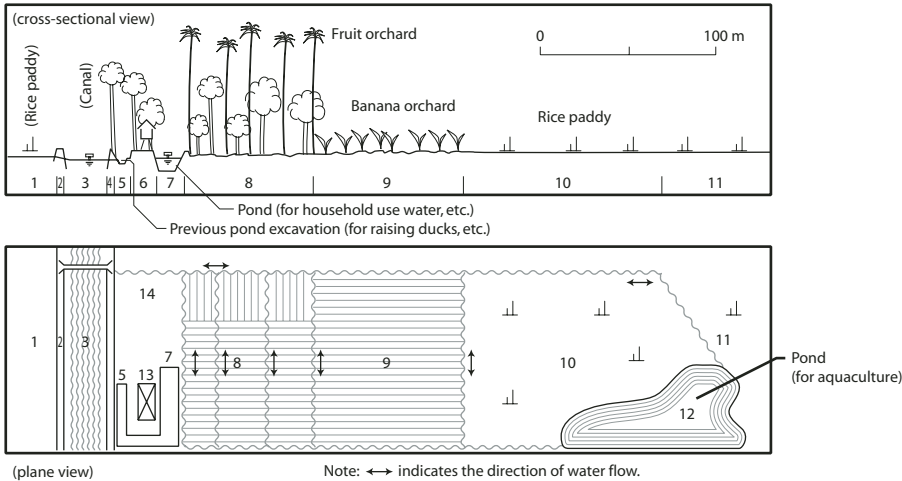 (cross-sectional view)
(Rice paddy)
(Canal)
Fruit orchard
0 100 m
Banana orchard
Rice paddy
1 2 3 4 5 6 7 8 9 10 11
Pond (for household use water, etc.)
Previous pond excavation (for raising ducks, etc.)
14
1 2 3
5 13 7
8 9 10 11
12
Pond
(for aquaculture)
(plane view)
Note: ↔ indicates the direction of water flow.